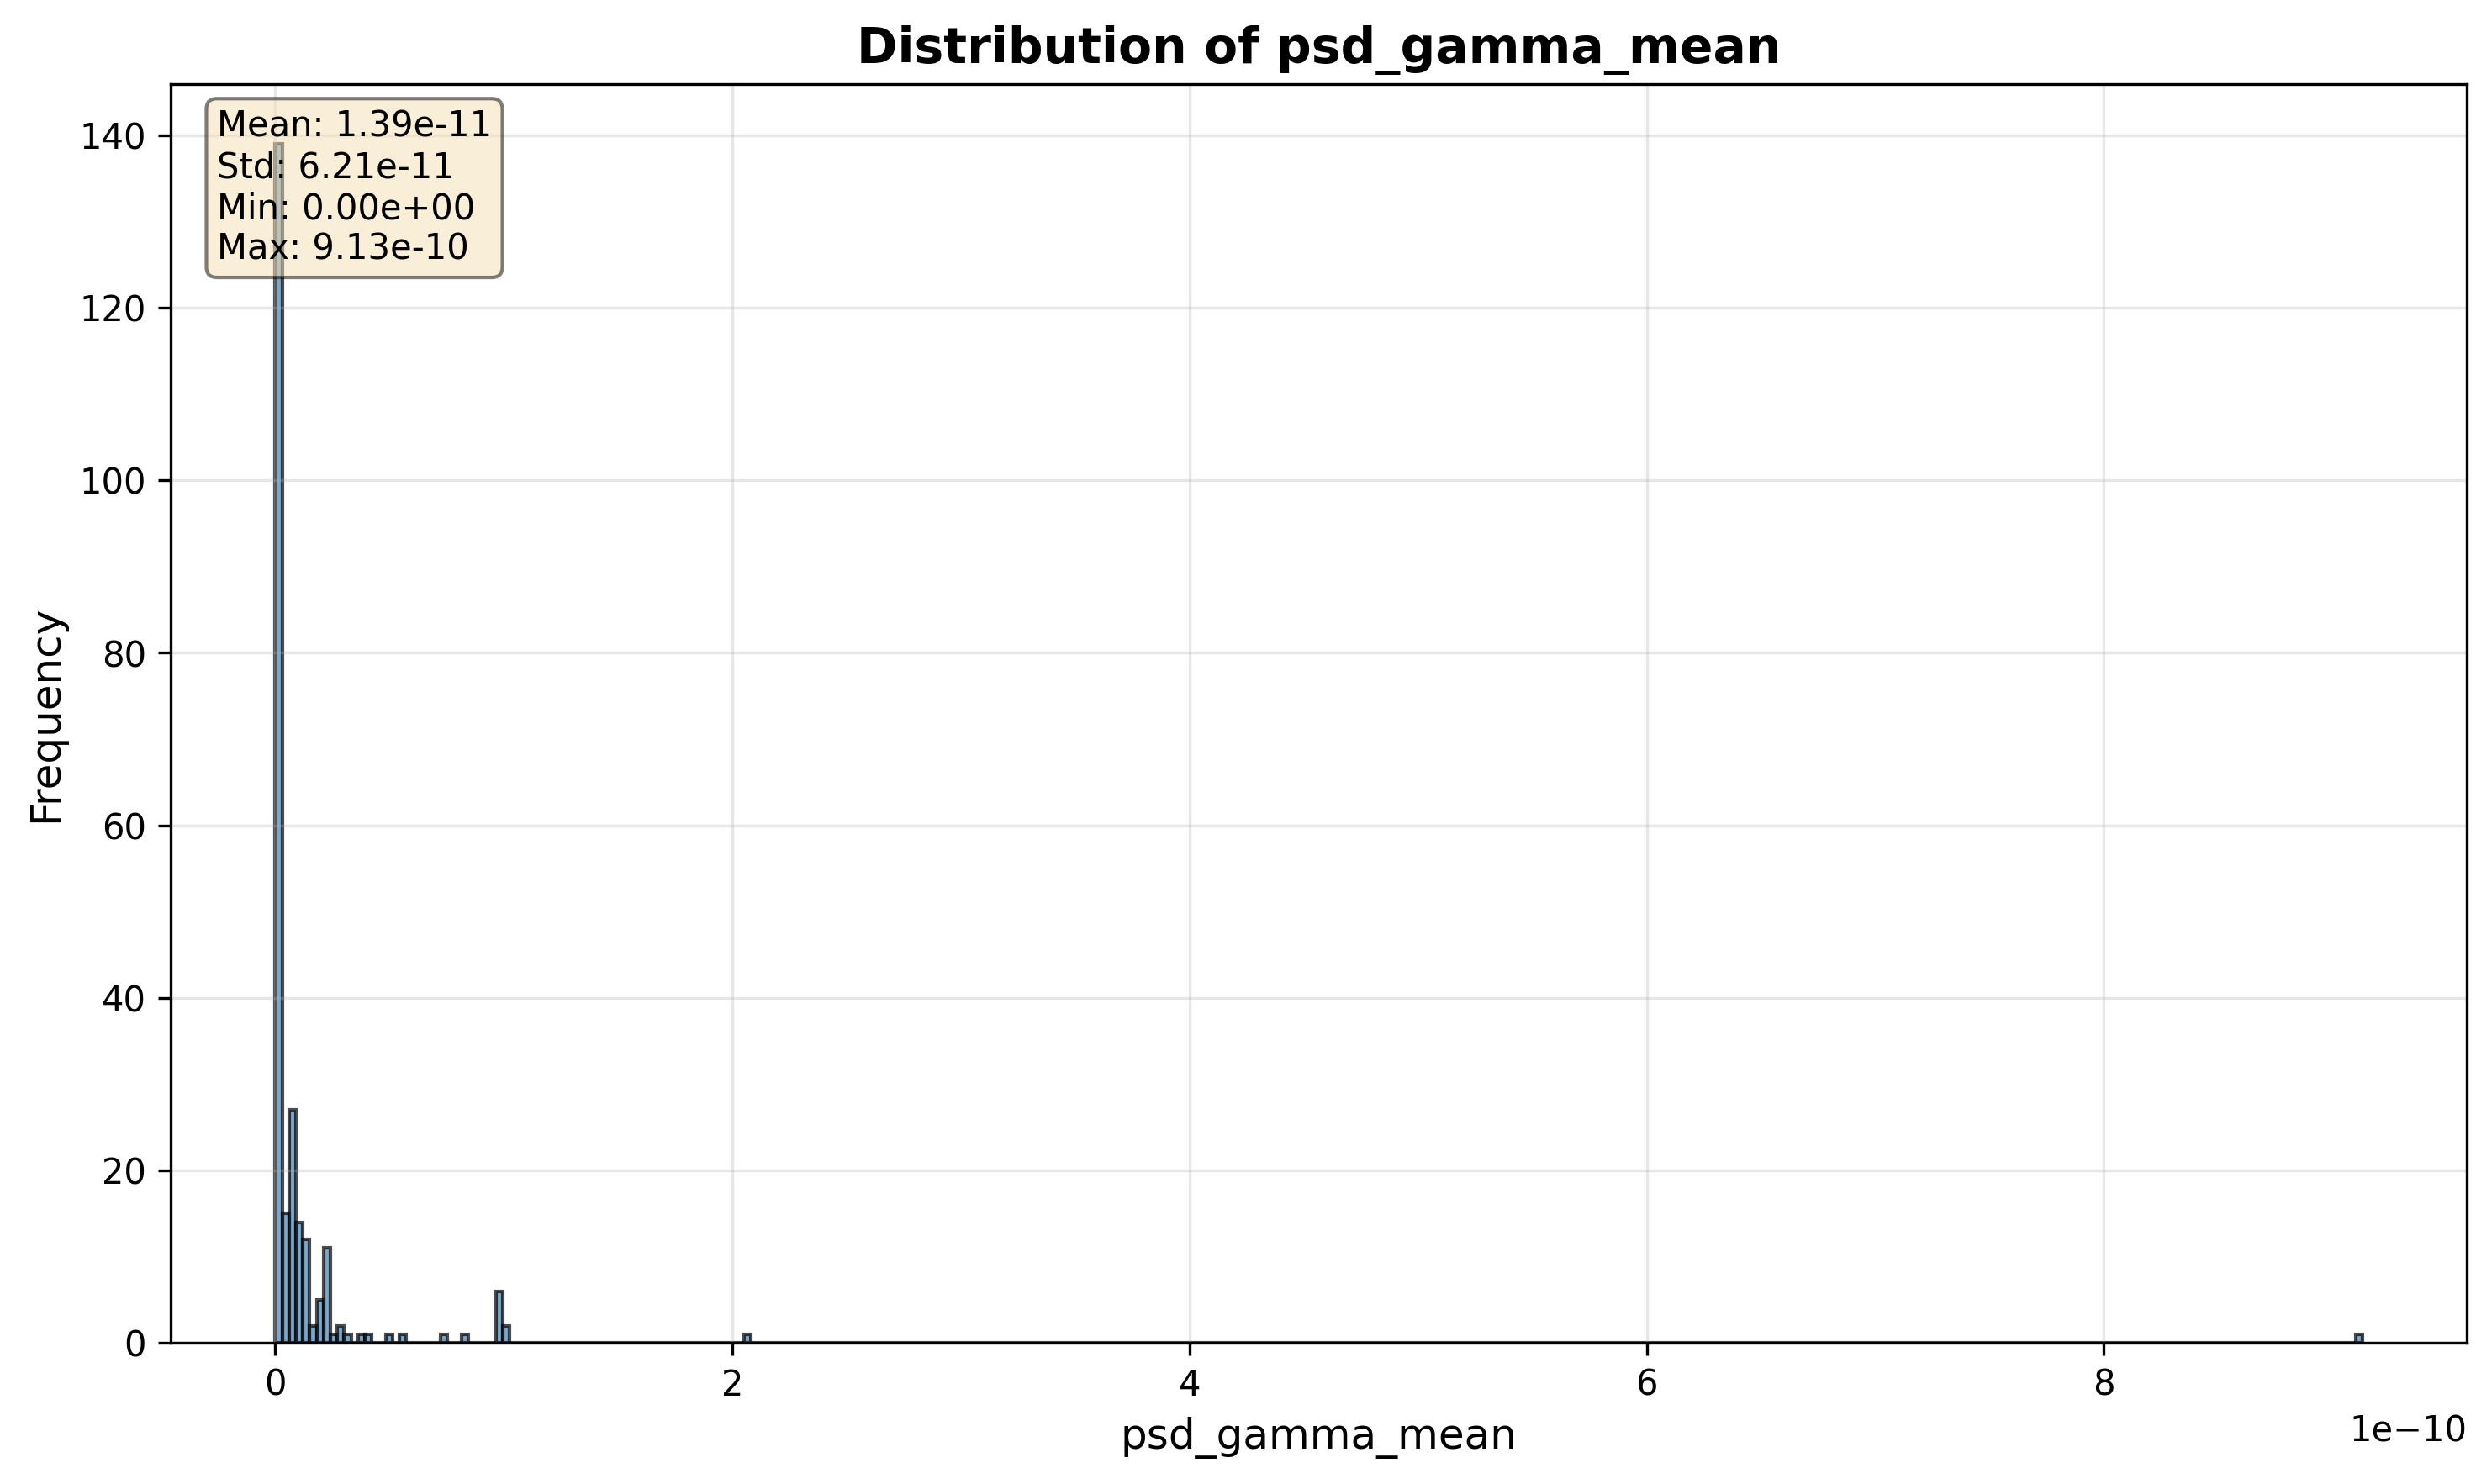 Distribution of psd_gamma_mean
Mean: 1.39e-11
Std: 6.21e-11
Min: 0.00e+00
Max: 9.13e-10
140
120
100
80
60
40
20
0
Frequency
0 2 4 6 8
1e−10
psd_gamma_mean